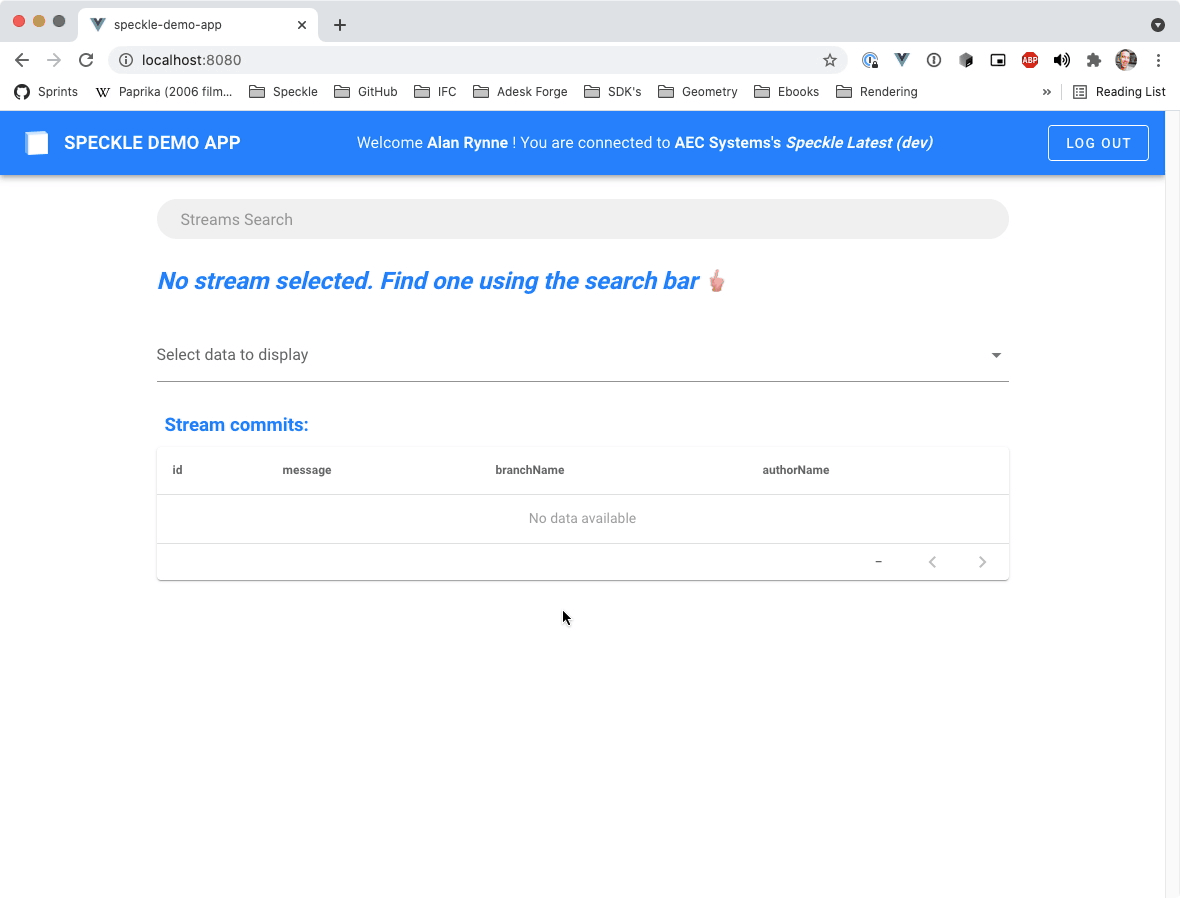 speckle-demo-app
localhost:8080
Sprints W Paprika (2006 film... Speckle GitHub IFC Adesk Forge SDK's Geometry Ebooks Rendering » Reading List
ABP
SPECKLE DEMO APP Welcome Alan Rynne ! You are connected to AEC Systems's Speckle Latest (dev) LOG OUT
Streams Search
No stream selected. Find one using the search bar 👆
Select data to display
Stream commits:
id message branchName authorName
No data available
–